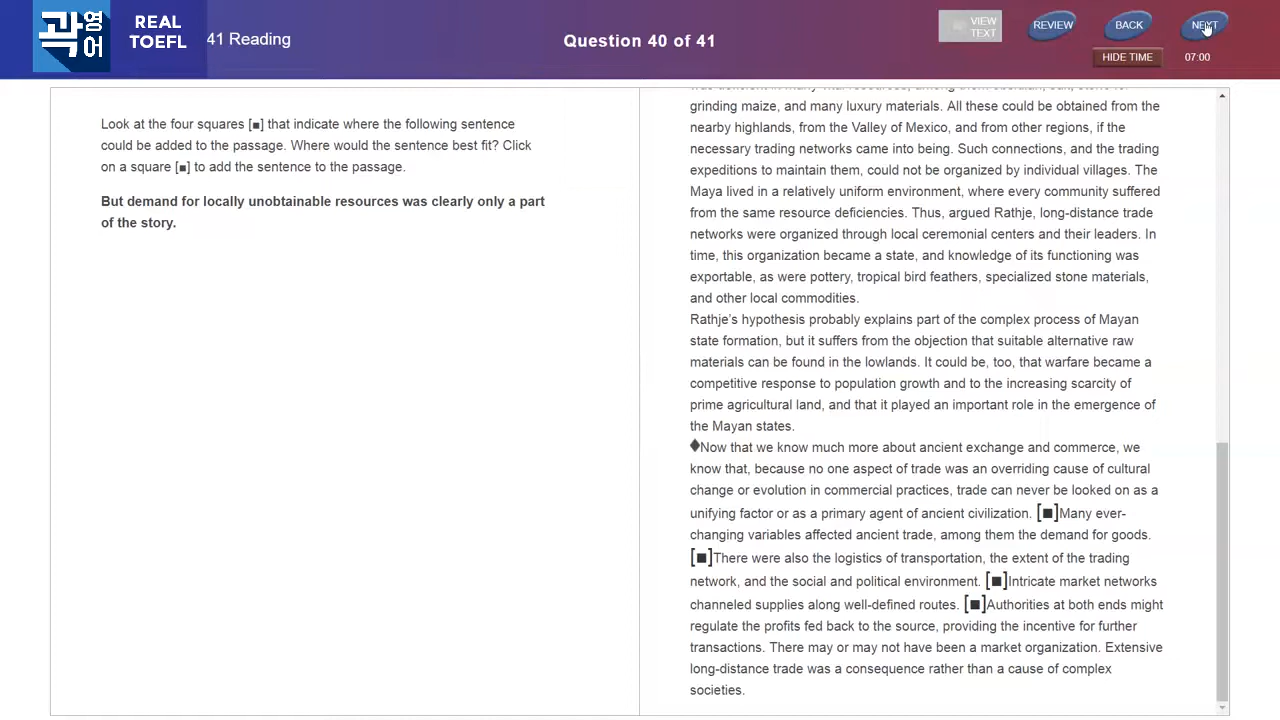 곽영어
REAL
TOEFL
41 Reading
Question 40 of 41
VIEW
TEXT
REVIEW
BACK
NEXT
HIDE TIME
07:00
Look at the four squares [■] that indicate where the following sentence
could be added to the passage. Where would the sentence best fit? Click
on a square [■] to add the sentence to the passage.
But demand for locally unobtainable resources was clearly only a part
of the story.
was deficient in many vital resources, among them obsidian, salt, stone for
grinding maize, and many luxury materials. All these could be obtained from the
nearby highlands, from the Valley of Mexico, and from other regions, if the
necessary trading networks came into being. Such connections, and the trading
expeditions to maintain them, could not be organized by individual villages. The
Maya lived in a relatively uniform environment, where every community suffered
from the same resource deficiencies. Thus, argued Rathje, long-distance trade
networks were organized through local ceremonial centers and their leaders. In
time, this organization became a state, and knowledge of its functioning was
exportable, as were pottery, tropical bird feathers, specialized stone materials,
and other local commodities.
Rathje's hypothesis probably explains part of the complex process of Mayan
state formation, but it suffers from the objection that suitable alternative raw
materials can be found in the lowlands. It could be, too, that warfare became a
competitive response to population growth and to the increasing scarcity of
prime agricultural land, and that it played an important role in the emergence of
the Mayan states.
♦Now that we know much more about ancient exchange and commerce, we
know that, because no one aspect of trade was an overriding cause of cultural
change or evolution in commercial practices, trade can never be looked on as a
unifying factor or as a primary agent of ancient civilization. [■]Many ever-
changing variables affected ancient trade, among them the demand for goods.
[■]There were also the logistics of transportation, the extent of the trading
network, and the social and political environment. [■]Intricate market networks
channeled supplies along well-defined routes. [■]Authorities at both ends might
regulate the profits fed back to the source, providing the incentive for further
transactions. There may or may not have been a market organization. Extensive
long-distance trade was a consequence rather than a cause of complex
societies.